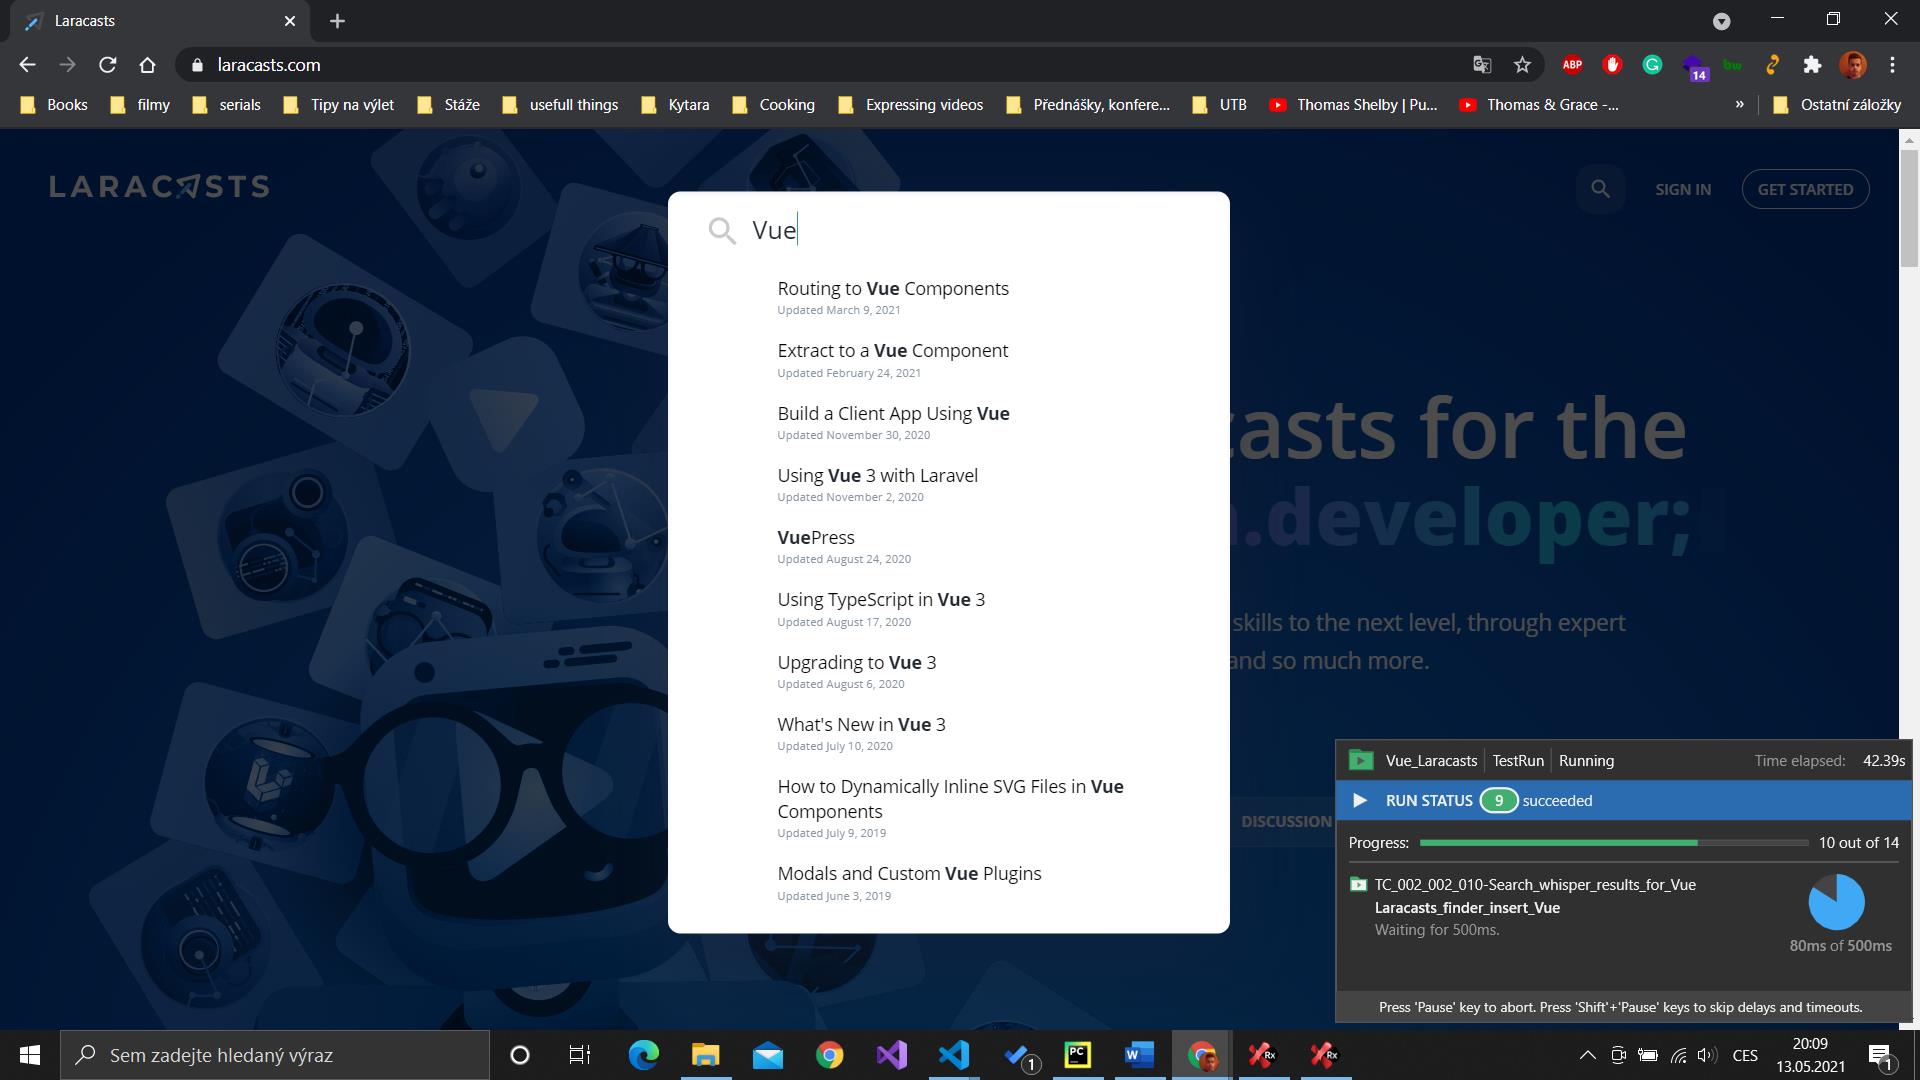 Laracasts
laracasts.com
ABP
14
bw
Books
filmy
serials
Tipy na výlet
Stáže
usefull things
Kytara
Cooking
Expressing videos
Přednášky, konfere...
UTB
Thomas Shelby | Pu...
Thomas & Grace -...
»
Ostatní záložky
LARACASTS
SIGN IN
GET STARTED
Vue
Routing to Vue Components
Updated March 9, 2021
Extract to a Vue Component
Updated February 24, 2021
Build a Client App Using Vue
Updated November 30, 2020
Using Vue 3 with Laravel
Updated November 2, 2020
VuePress
Updated August 24, 2020
Using TypeScript in Vue 3
Updated August 17, 2020
Upgrading to Vue 3
Updated August 6, 2020
What's New in Vue 3
Updated July 10, 2020
How to Dynamically Inline SVG Files in Vue
Components
Updated July 9, 2019
Modals and Custom Vue Plugins
Updated June 3, 2019
casts for the
n.developer;
skills to the next level, through expert
and so much more.
DISCUSSION
Vue_Laracasts
TestRun
Running
Time elapsed: 42.39s
RUN STATUS 9 succeeded
Progress: 10 out of 14
TC_002_002_010-Search_whisper_results_for_Vue
Laracasts_finder_insert_Vue
Waiting for 500ms.
80ms of 500ms
Press 'Pause' key to abort. Press 'Shift'+'Pause' keys to skip delays and timeouts.
Sem zadejte hledaný výraz
1
PC
W
Rx
Rx
CES
20:09
13.05.2021
1